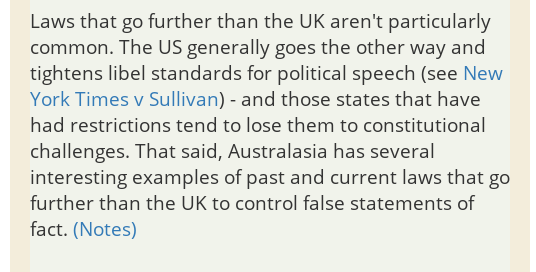 Laws that go further than the UK aren't particularly
common. The US generally goes the other way and
tightens libel standards for political speech (see New
York Times v Sullivan) - and those states that have
had restrictions tend to lose them to constitutional
challenges. That said, Australasia has several
interesting examples of past and current laws that go
further than the UK to control false statements of
fact. (Notes)